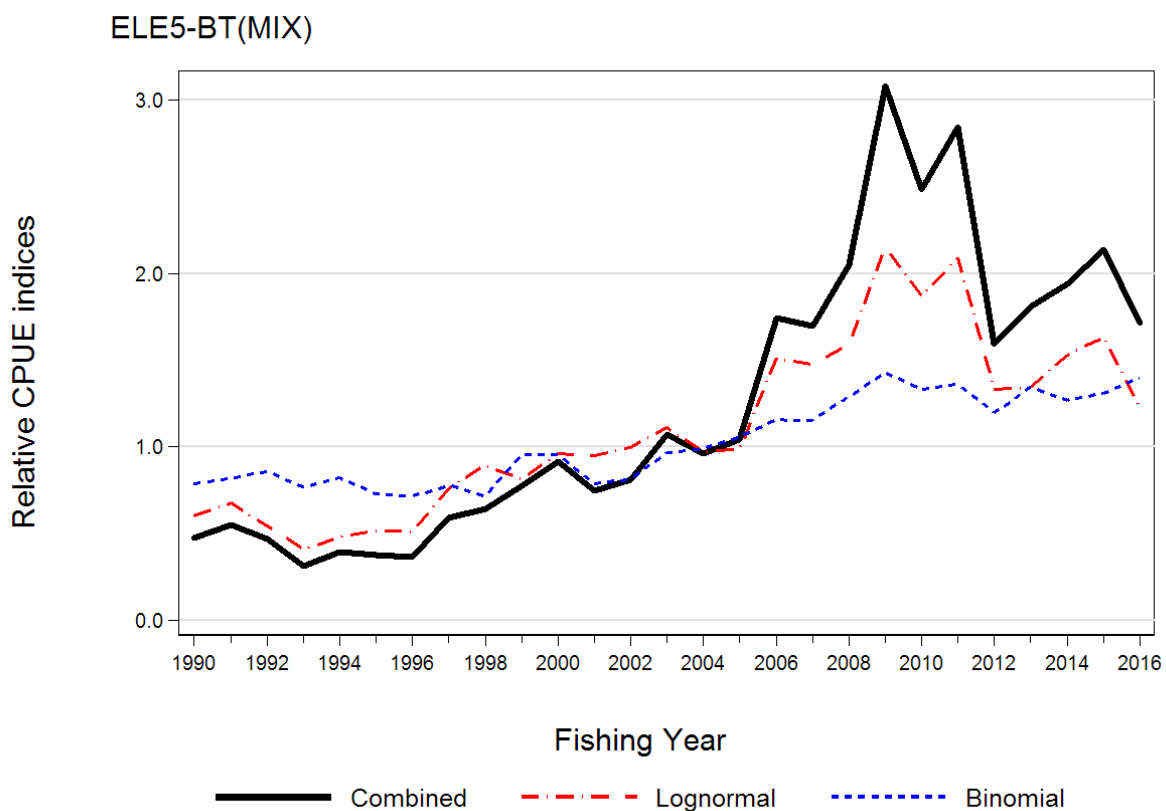 ELE5-BT(MIX)
Relative CPUE indices
3.0
2.0
1.0
0.0
1990 1992 1994 1996 1998 2000 2002 2004 2006 2008 2010 2012 2014 2016
Fishing Year
Combined Lognormal Binomial